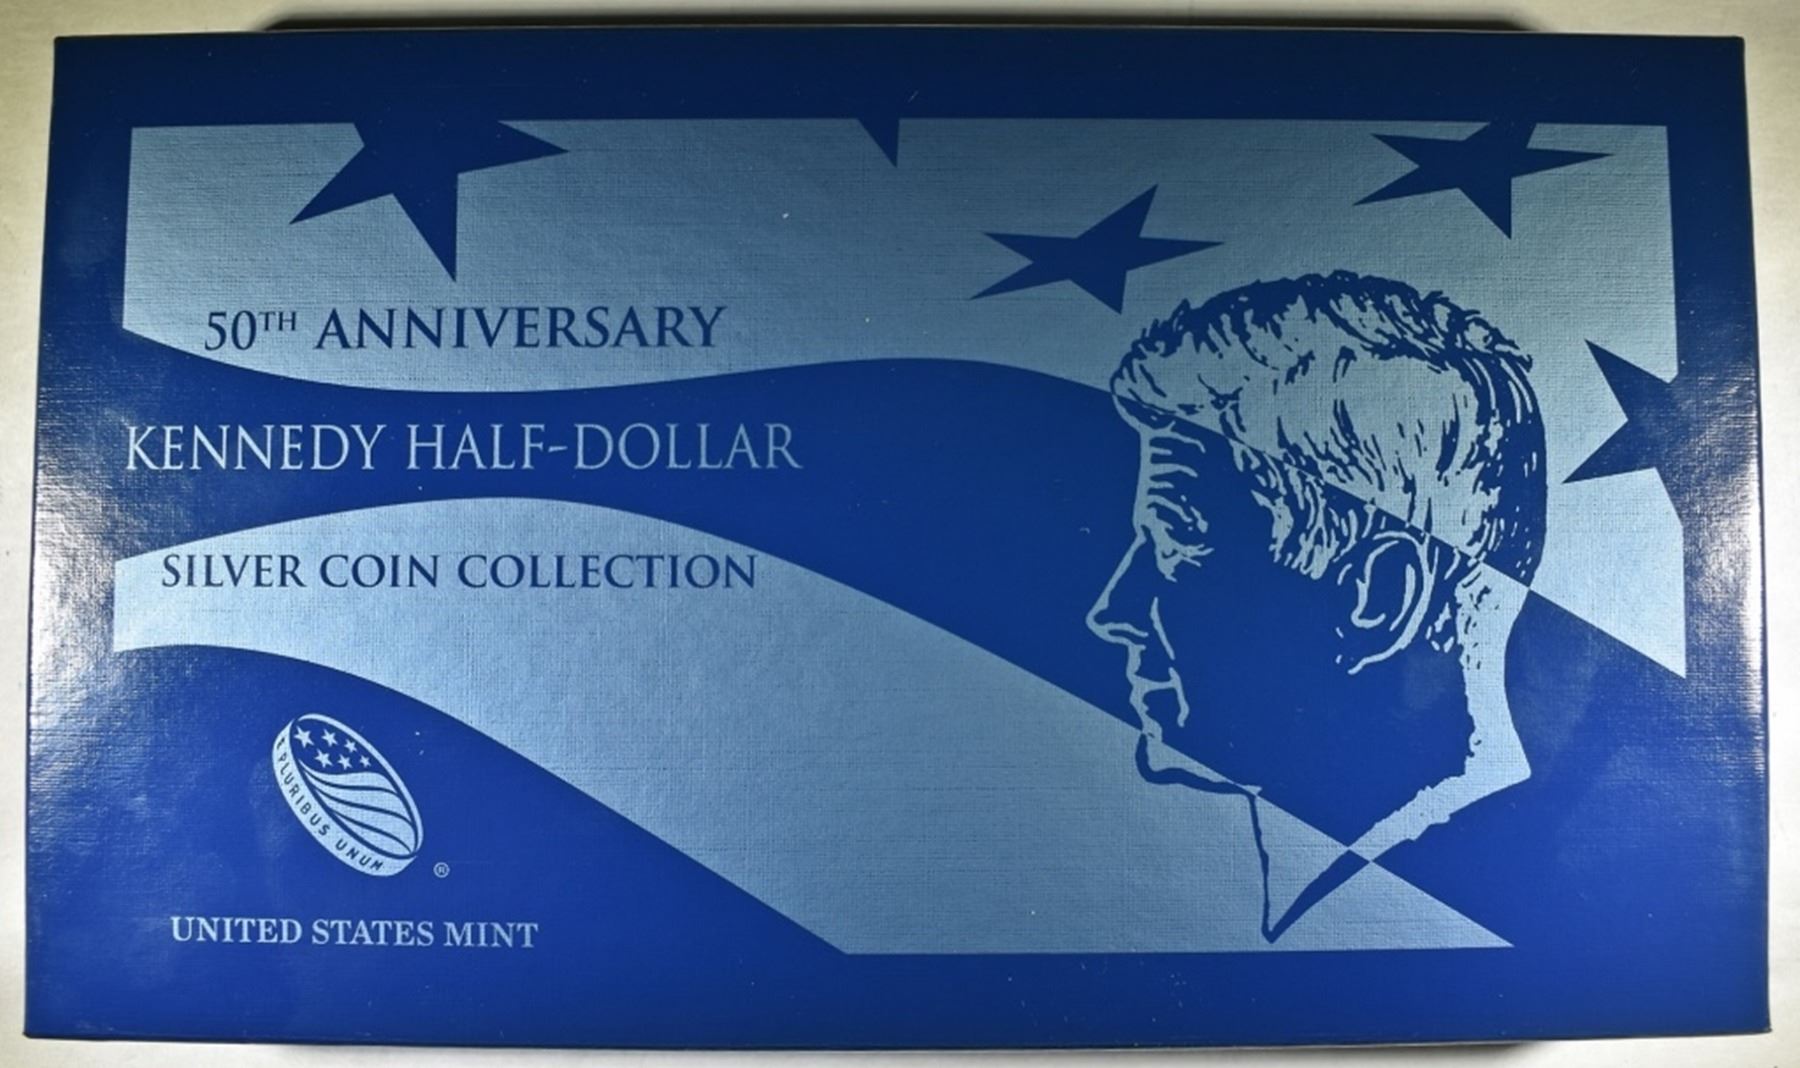 50TH ANNIVERSARY
KENNEDY HALF-DOLLAR
SILVER COIN COLLECTION
E PLURIBUS UNUM
®
UNITED STATES MINT